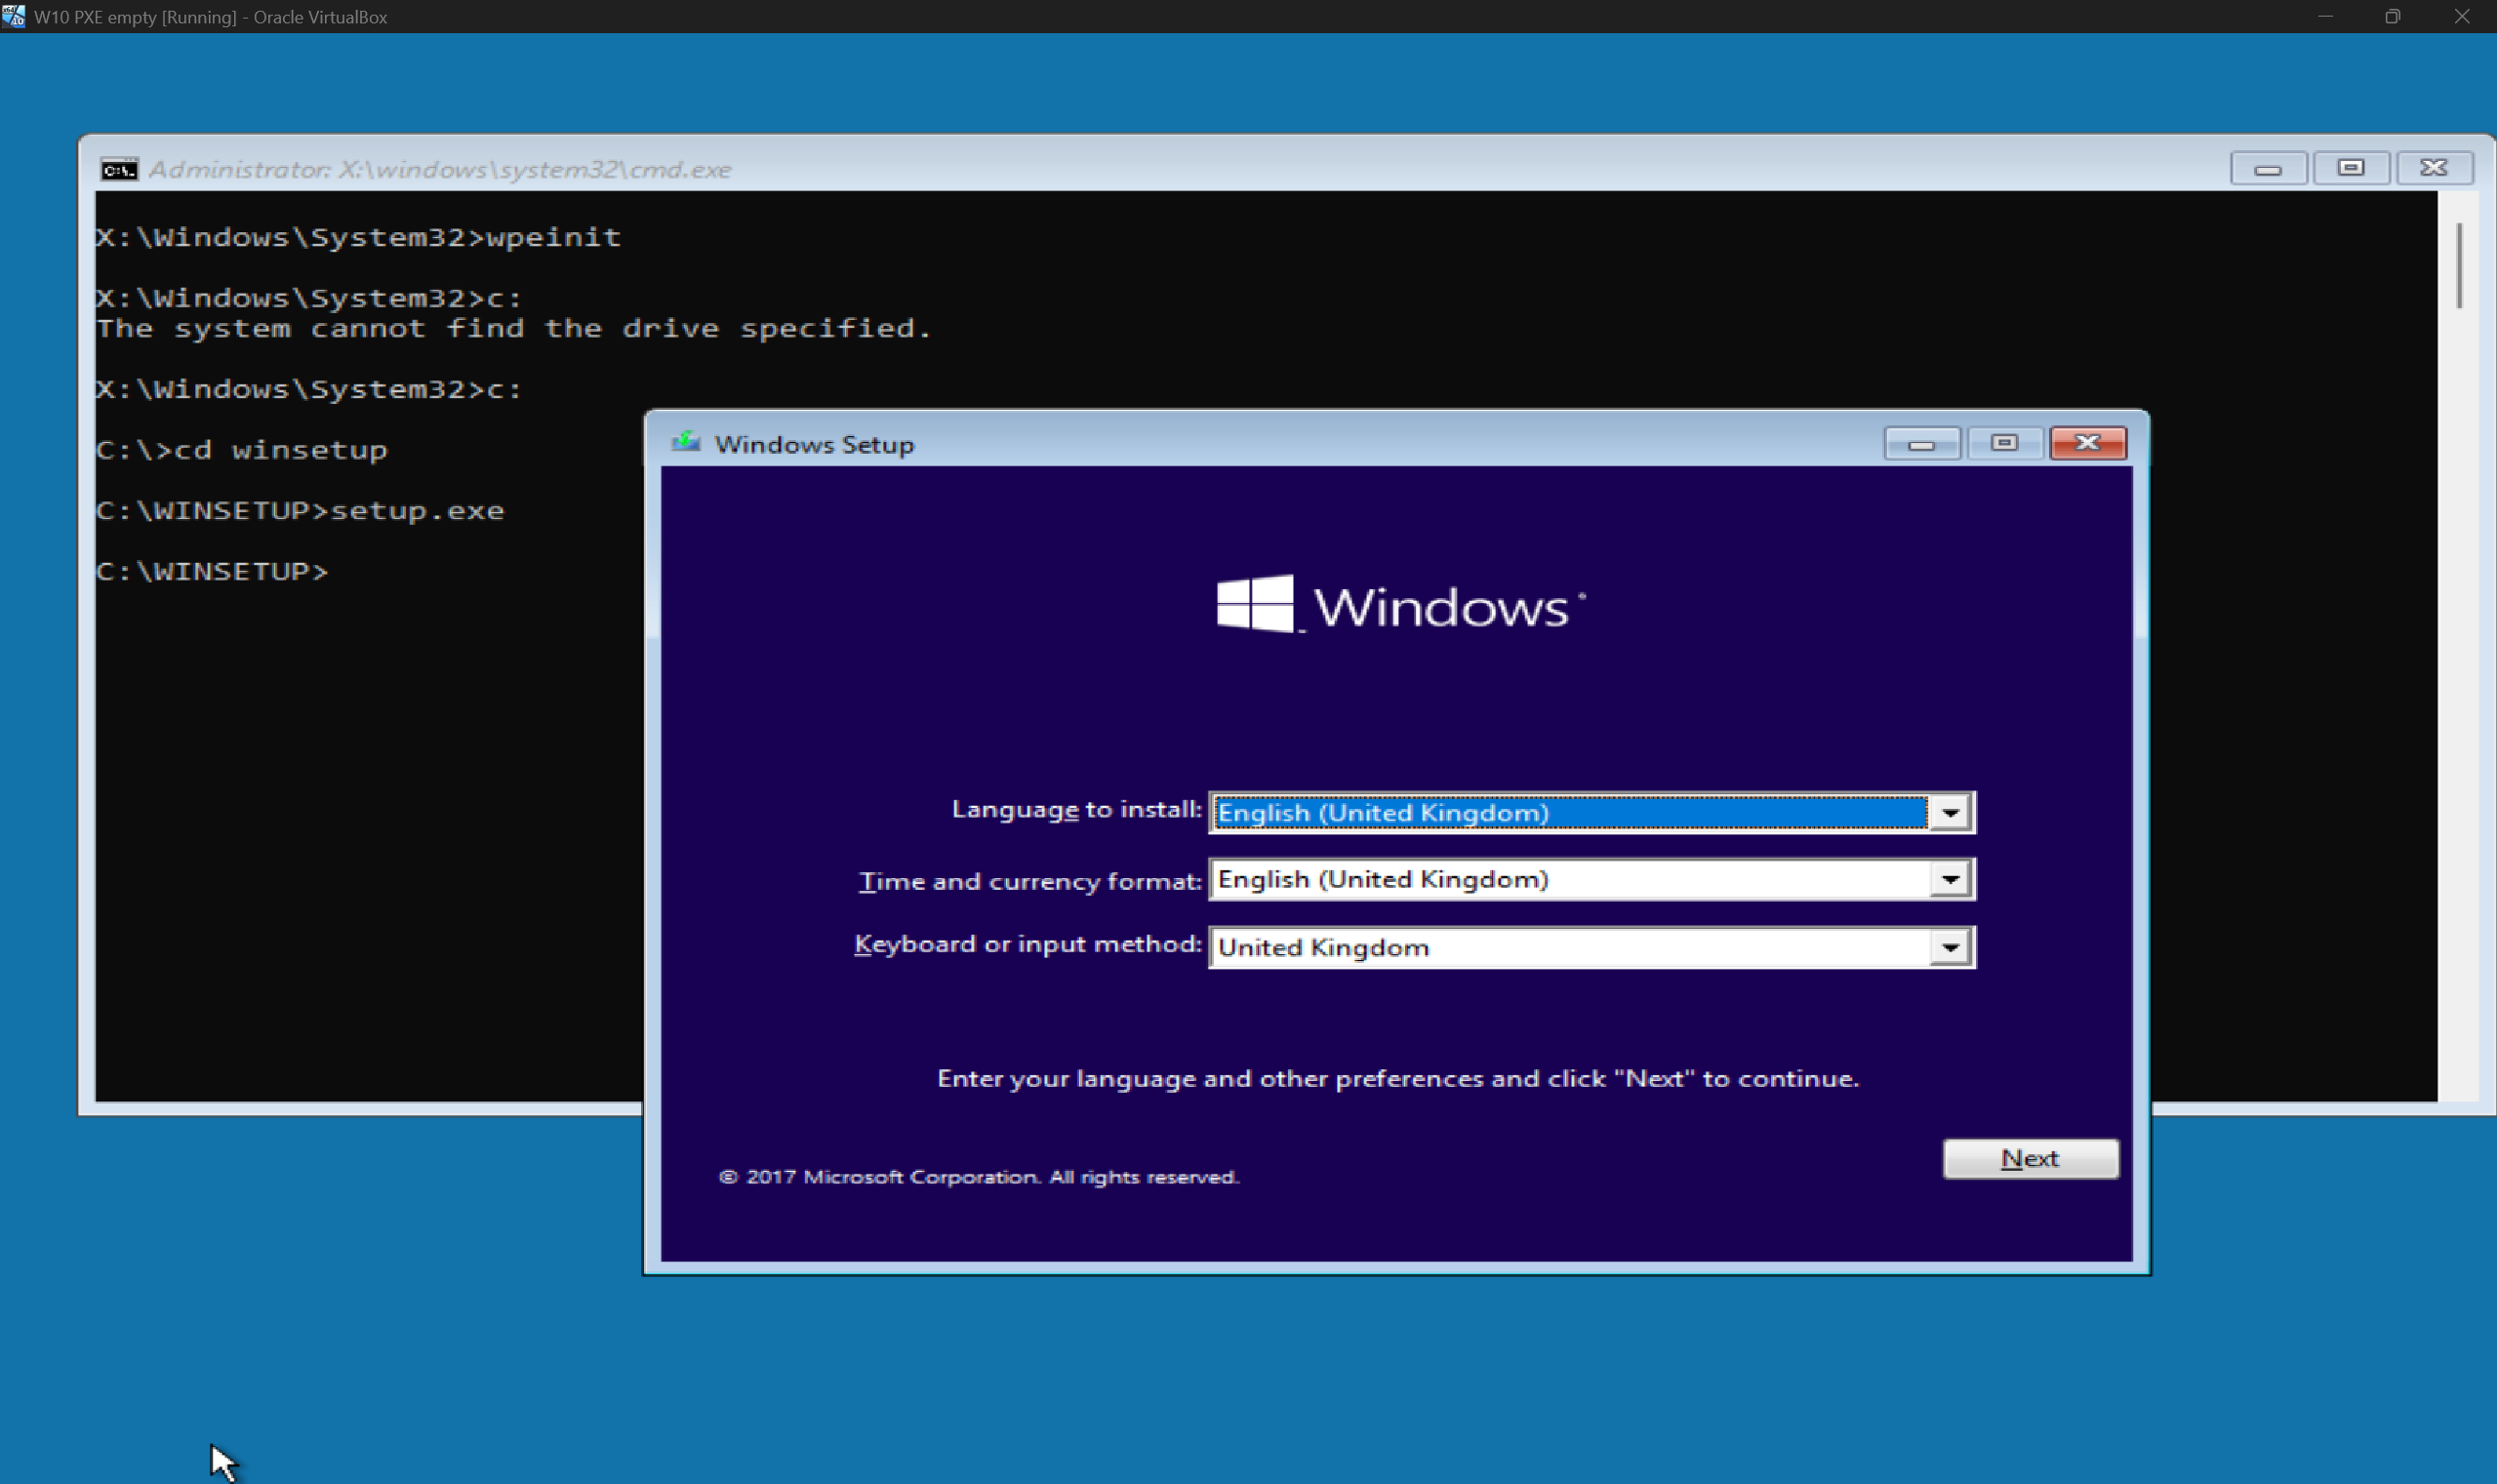 W10 PXE empty [Running] - Oracle VirtualBox
Administrator: X:\windows\system32\cmd.exe
X:\Windows\System32>wpeinit
X:\Windows\System32>c:
The system cannot find the drive specified.
X:\Windows\System32>c:
C:\>cd winsetup
C:\WINSETUP>setup.exe
C:\WINSETUP>
Windows Setup
Windows
Language to install: English (United Kingdom)
Time and currency format: English (United Kingdom)
Keyboard or input method: United Kingdom
Enter your language and other preferences and click "Next" to continue.
Next
© 2017 Microsoft Corporation. All rights reserved.